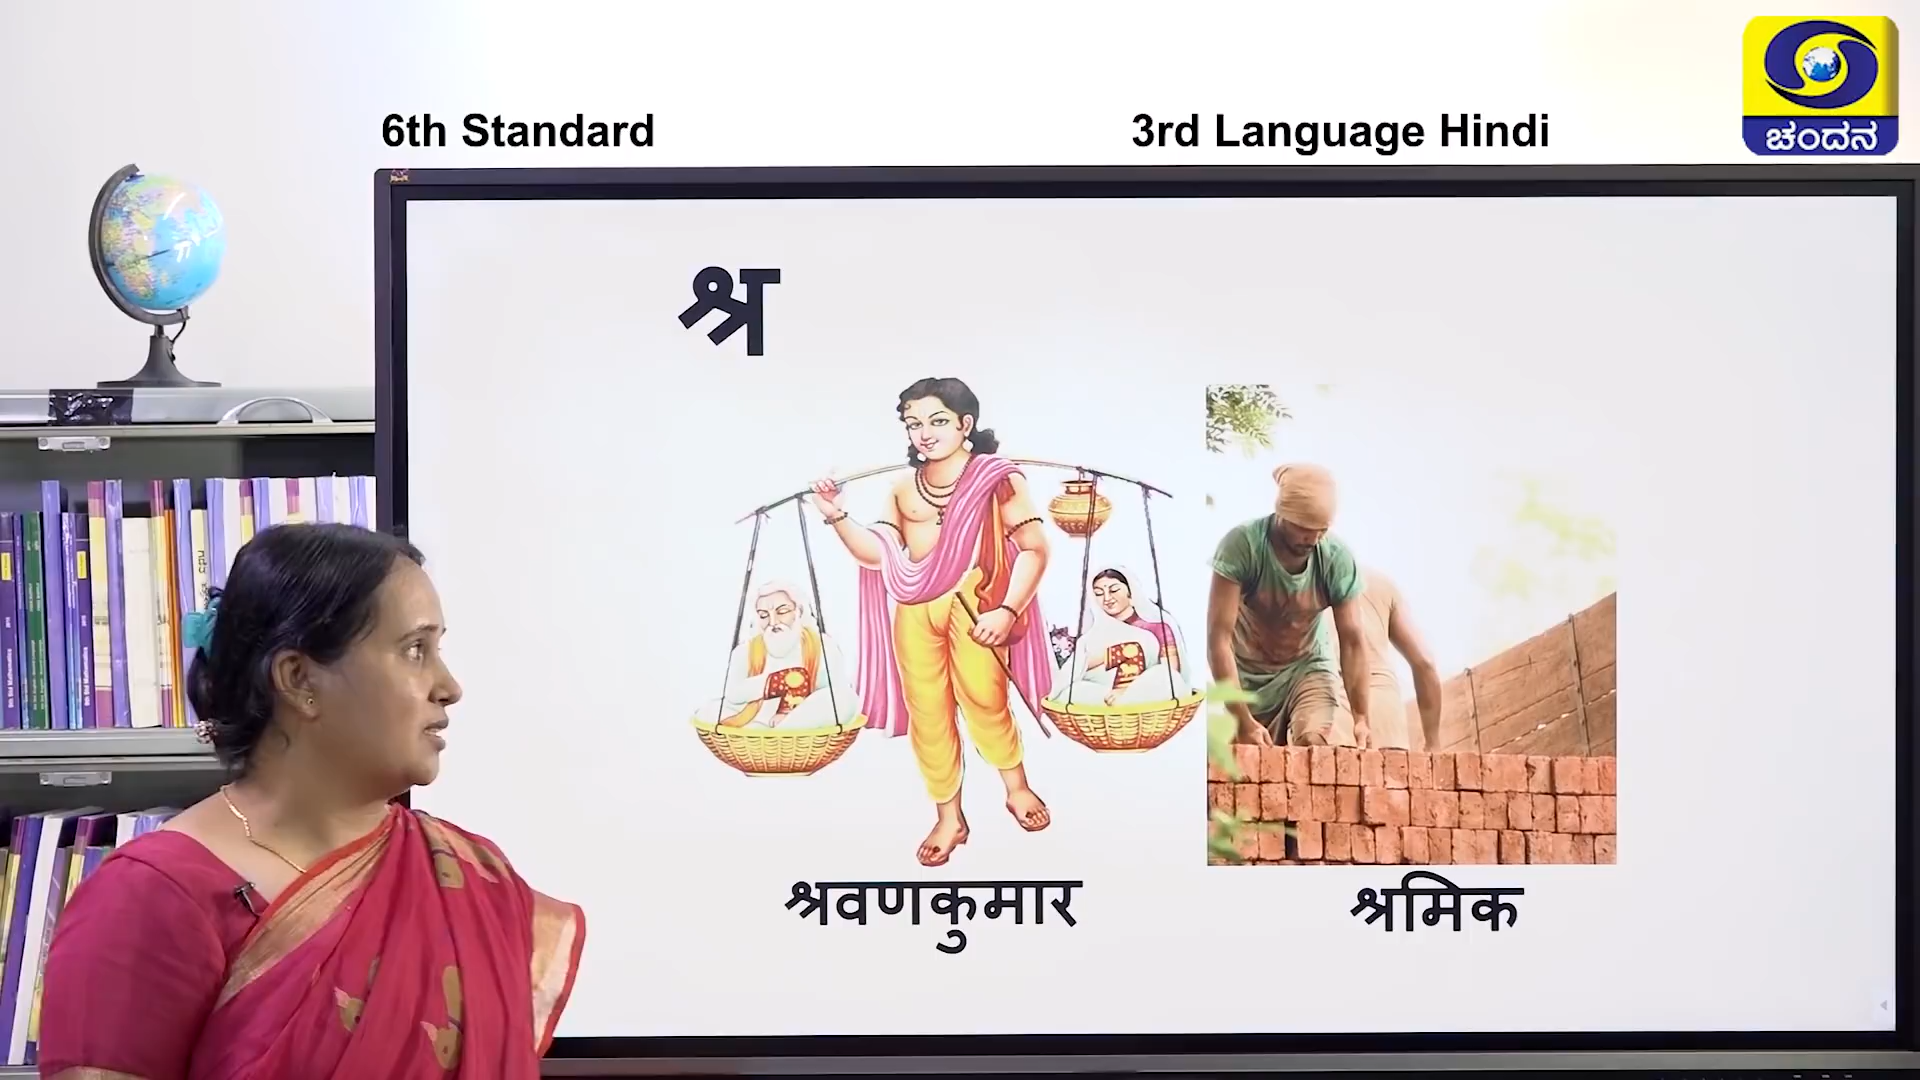 6th Standard
3rd Language Hindi
ಚಂದನ
श्र
श्रवणकुमार
श्रमिक